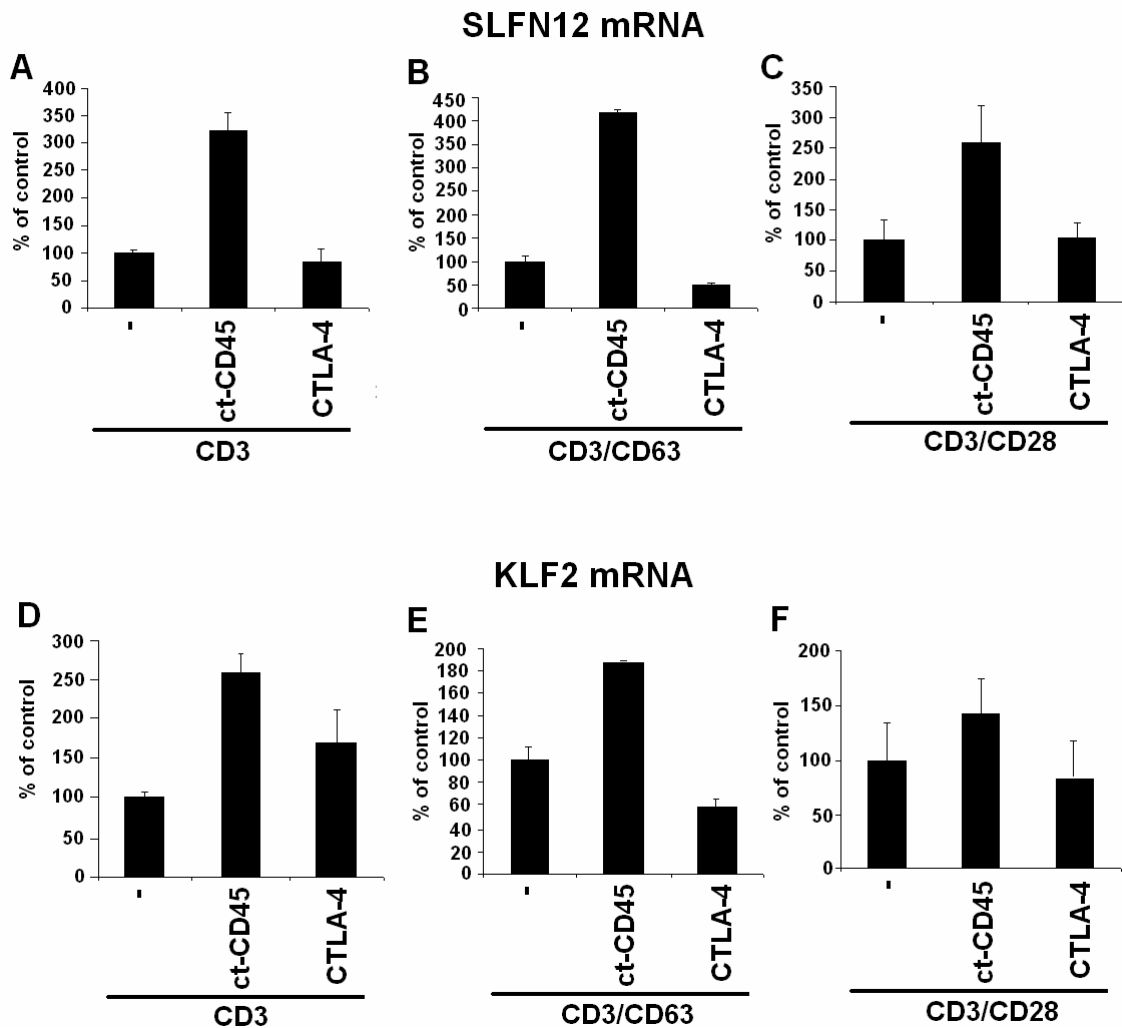 SLFN12 mRNA
A
400
350
300
250
200
150
100
50
0
% of control
-
ct-CD45
CTLA-4
CD3
B
450
400
350
300
250
200
150
100
50
0
% of control
-
ct-CD45
CTLA-4
CD3/CD63
C
350
300
250
200
150
100
50
0
% of control
-
ct-CD45
CTLA-4
CD3/CD28
KLF2 mRNA
D
300
250
200
150
100
50
0
% of control
-
ct-CD45
CTLA-4
CD3
E
200
180
160
140
120
100
80
60
40
20
0
% of control
-
ct-CD45
CTLA-4
CD3/CD63
F
200
150
100
50
0
% of control
-
ct-CD45
CTLA-4
CD3/CD28